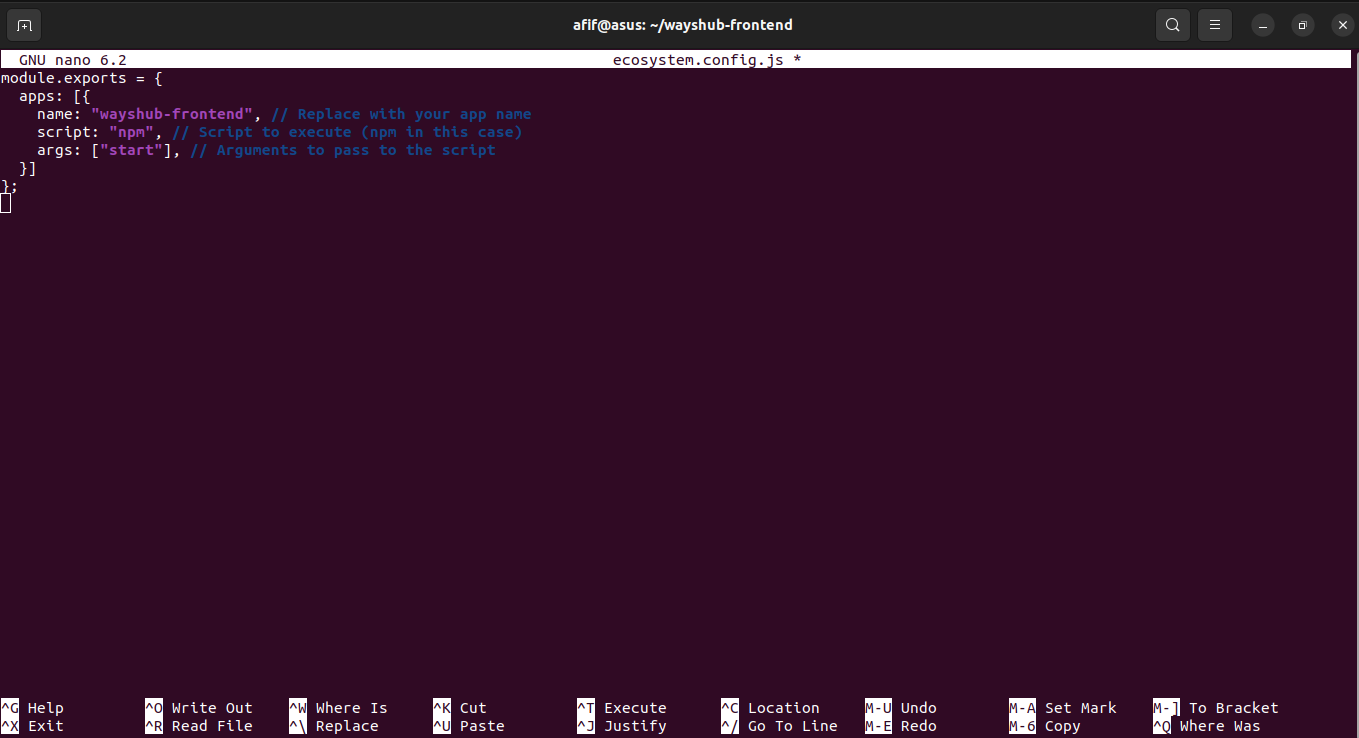 afif@asus: ~/wayshub-frontend
GNU nano 6.2 ecosystem.config.js *
module.exports = {
  apps: [{
    name: "wayshub-frontend", // Replace with your app name
    script: "npm", // Script to execute (npm in this case)
    args: ["start"], // Arguments to pass to the script
  }]
};
^G Help ^O Write Out ^W Where Is ^K Cut ^T Execute ^C Location M-U Undo M-A Set Mark M-] To Bracket
^X Exit ^R Read File ^\ Replace ^U Paste ^J Justify ^/ Go To Line M-E Redo M-6 Copy ^Q Where Was